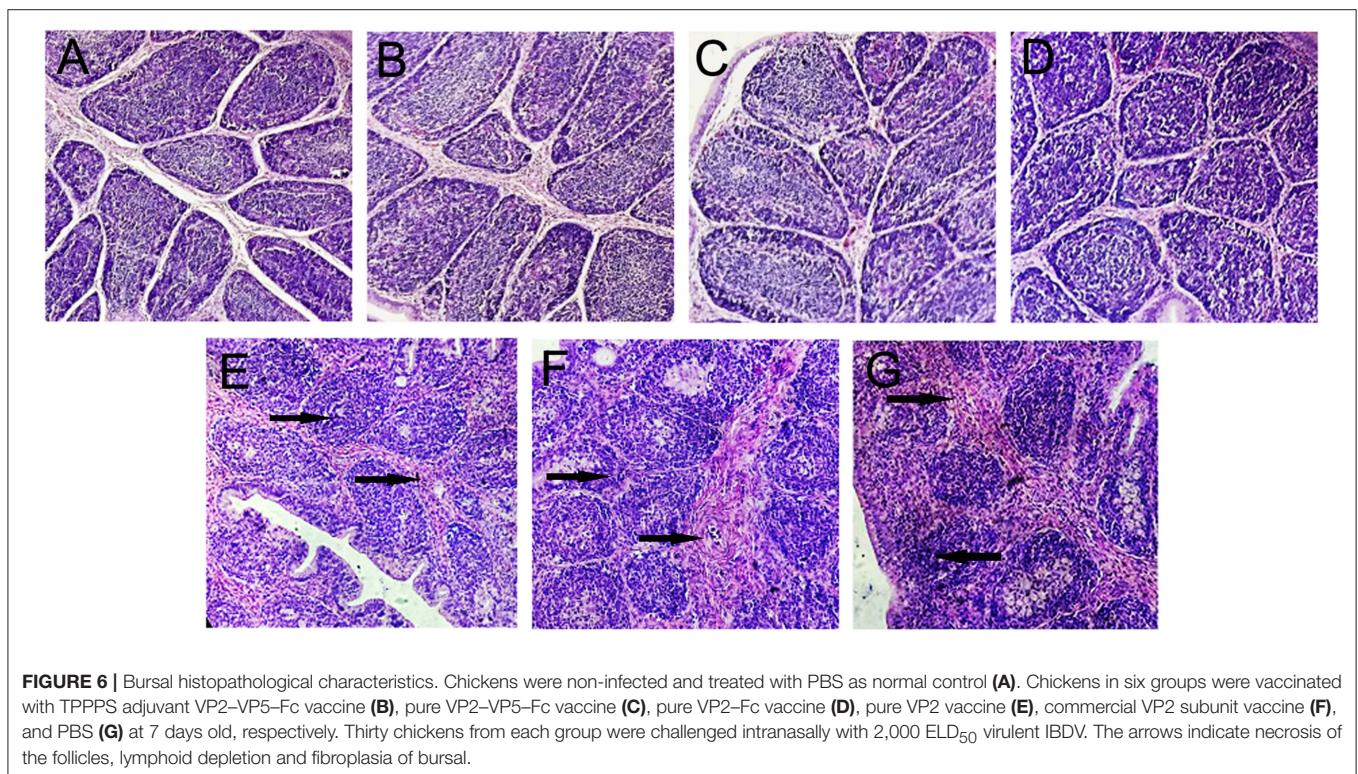 A
B
C
D
E
F
G
FIGURE 6 | Bursal histopathological characteristics. Chickens were non-infected and treated with PBS as normal control (A). Chickens in six groups were vaccinated
with TPPPS adjuvant VP2–VP5–Fc vaccine (B), pure VP2–VP5–Fc vaccine (C), pure VP2–Fc vaccine (D), pure VP2 vaccine (E), commercial VP2 subunit vaccine (F),
and PBS (G) at 7 days old, respectively. Thirty chickens from each group were challenged intranasally with 2,000 ELD50 virulent IBDV. The arrows indicate necrosis of
the follicles, lymphoid depletion and fibroplasia of bursal.